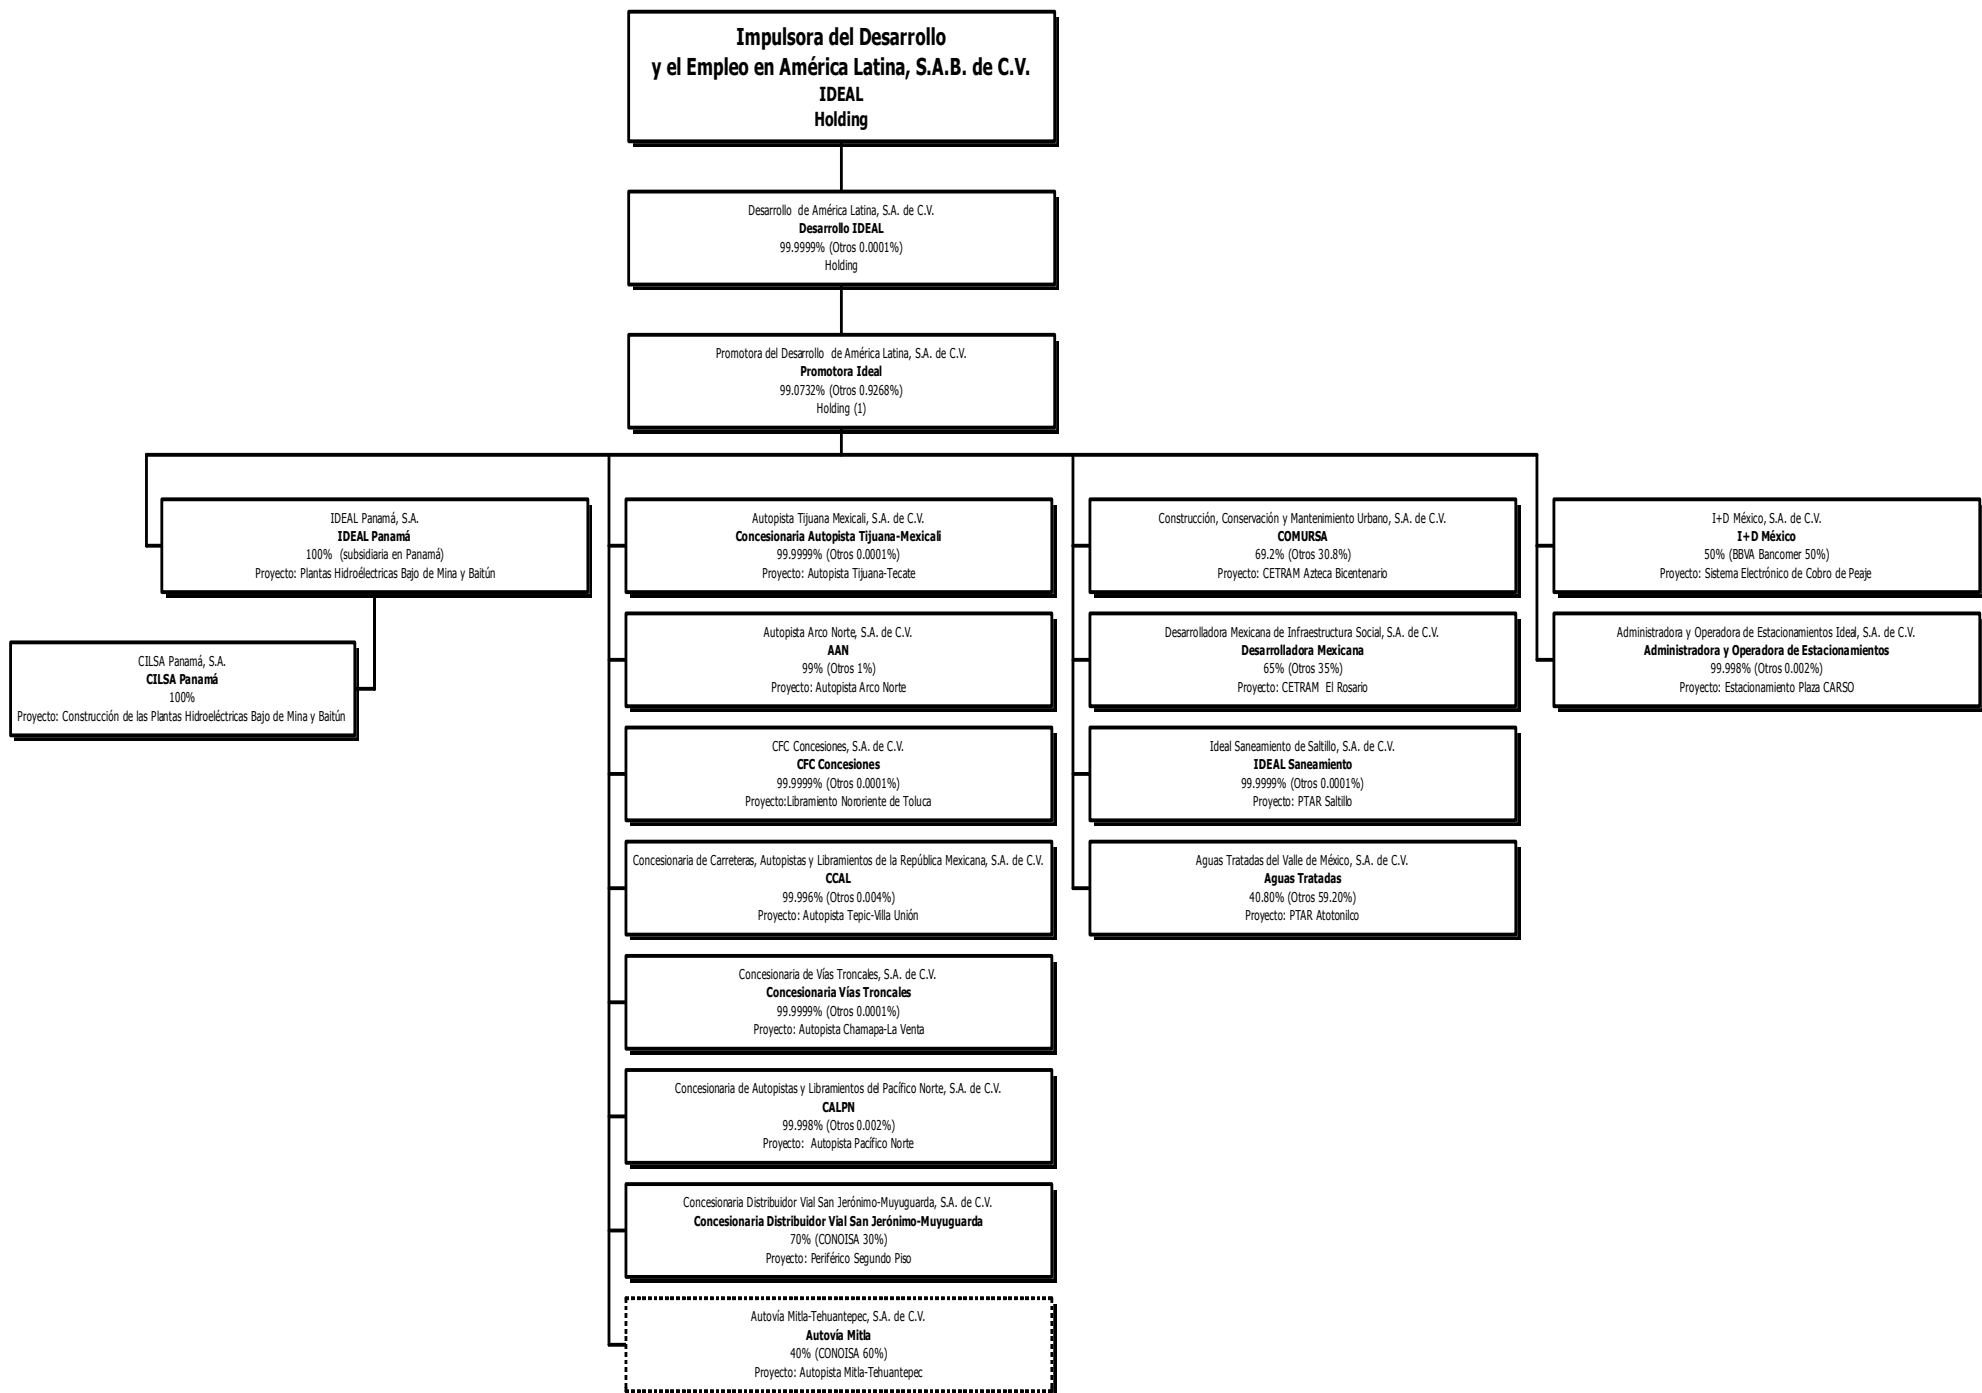 Impulsora del Desarrollo
y el Empleo en América Latina, S.A.B. de C.V.
IDEAL
Holding
Desarrollo de América Latina, S.A. de C.V.
Desarrollo IDEAL
99.9999% (Otros 0.0001%)
Holding
Promotora del Desarrollo de América Latina, S.A. de C.V.
Promotora Ideal
99.0732% (Otros 0.9268%)
Holding (1)
IDEAL Panamá, S.A.
IDEAL Panamá
100% (subsidiaria en Panamá)
Proyecto: Plantas Hidroélectricas Bajo de Mina y Baitún
CILSA Panamá, S.A.
CILSA Panamá
100%
Proyecto: Construcción de las Plantas Hidroeléctricas Bajo de Mina y Baitún
Autopista Tijuana Mexicali, S.A. de C.V.
Concesionaria Autopista Tijuana-Mexicali
99.9999% (Otros 0.0001%)
Proyecto: Autopista Tijuana-Tecate
Autopista Arco Norte, S.A. de C.V.
AAN
99% (Otros 1%)
Proyecto: Autopista Arco Norte
CFC Concesiones, S.A. de C.V.
CFC Concesiones
99.9999% (Otros 0.0001%)
Proyecto:Libramiento Nororiente de Toluca
Concesionaria de Carreteras, Autopistas y Libramientos de la República Mexicana, S.A. de C.V.
CCAL
99.996% (Otros 0.004%)
Proyecto: Autopista Tepic-Villa Unión
Concesionaria de Vías Troncales, S.A. de C.V.
Concesionaria Vías Troncales
99.9999% (Otros 0.0001%)
Proyecto: Autopista Chamapa-La Venta
Concesionaria de Autopistas y Libramientos del Pacífico Norte, S.A. de C.V.
CALPN
99.998% (Otros 0.002%)
Proyecto: Autopista Pacífico Norte
Concesionaria Distribuidor Vial San Jerónimo-Muyuguarda, S.A. de C.V.
Concesionaria Distribuidor Vial San Jerónimo-Muyuguarda
70% (CONOISA 30%)
Proyecto: Periférico Segundo Piso
Autovía Mitla-Tehuantepec, S.A. de C.V.
Autovía Mitla
40% (CONOISA 60%)
Proyecto: Autopista Mitla-Tehuantepec
Construcción, Conservación y Mantenimiento Urbano, S.A. de C.V.
COMURSA
69.2% (Otros 30.8%)
Proyecto: CETRAM Azteca Bicentenario
Desarrolladora Mexicana de Infraestructura Social, S.A. de C.V.
Desarrolladora Mexicana
65% (Otros 35%)
Proyecto: CETRAM El Rosario
Ideal Saneamiento de Saltillo, S.A. de C.V.
IDEAL Saneamiento
99.9999% (Otros 0.0001%)
Proyecto: PTAR Saltillo
Aguas Tratadas del Valle de México, S.A. de C.V.
Aguas Tratadas
40.80% (Otros 59.20%)
Proyecto: PTAR Atotonilco
I+D México, S.A. de C.V.
I+D México
50% (BBVA Bancomer 50%)
Proyecto: Sistema Electrónico de Cobro de Peaje
Administradora y Operadora de Estacionamientos Ideal, S.A. de C.V.
Administradora y Operadora de Estacionamientos
99.998% (Otros 0.002%)
Proyecto: Estacionamiento Plaza CARSO